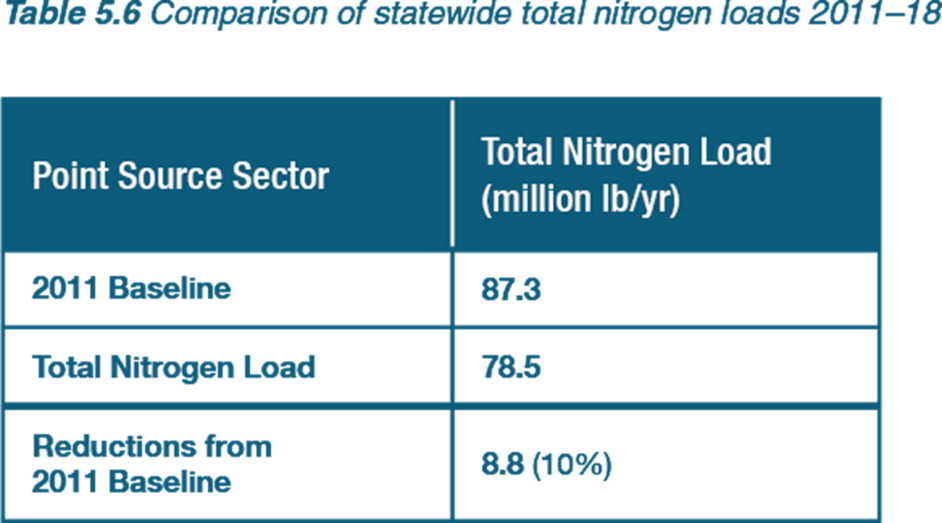 Table 5.6 Comparison of statewide total nitrogen loads 2011–18
Point Source Sector
Total Nitrogen Load
(million lb/yr)
2011 Baseline
87.3
Total Nitrogen Load
78.5
Reductions from
2011 Baseline
8.8 (10%)